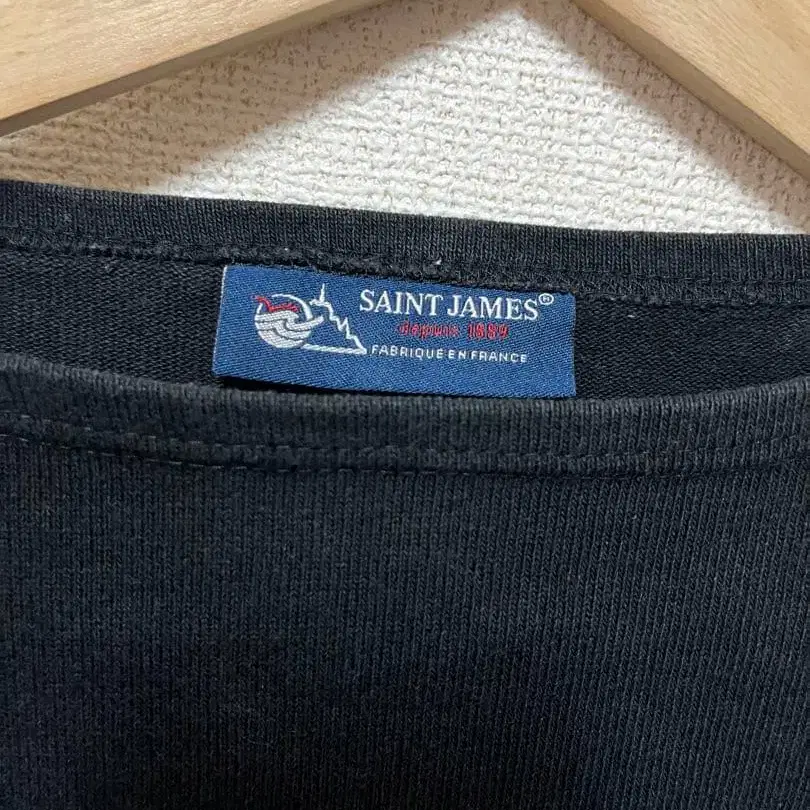 SAINT JAMES®
depuis 1889
FABRIQUE EN FRANCE